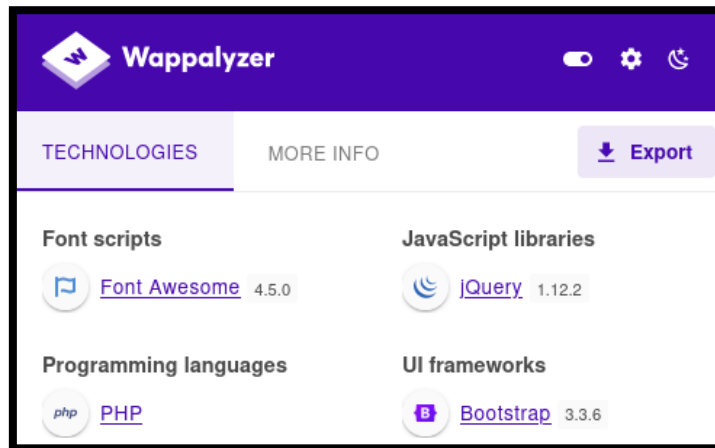 W Wappalyzer
TECHNOLOGIES
MORE INFO
Export
Font scripts
JavaScript libraries
Font Awesome 4.5.0
jQuery 1.12.2
Programming languages
UI frameworks
php PHP
B Bootstrap 3.3.6